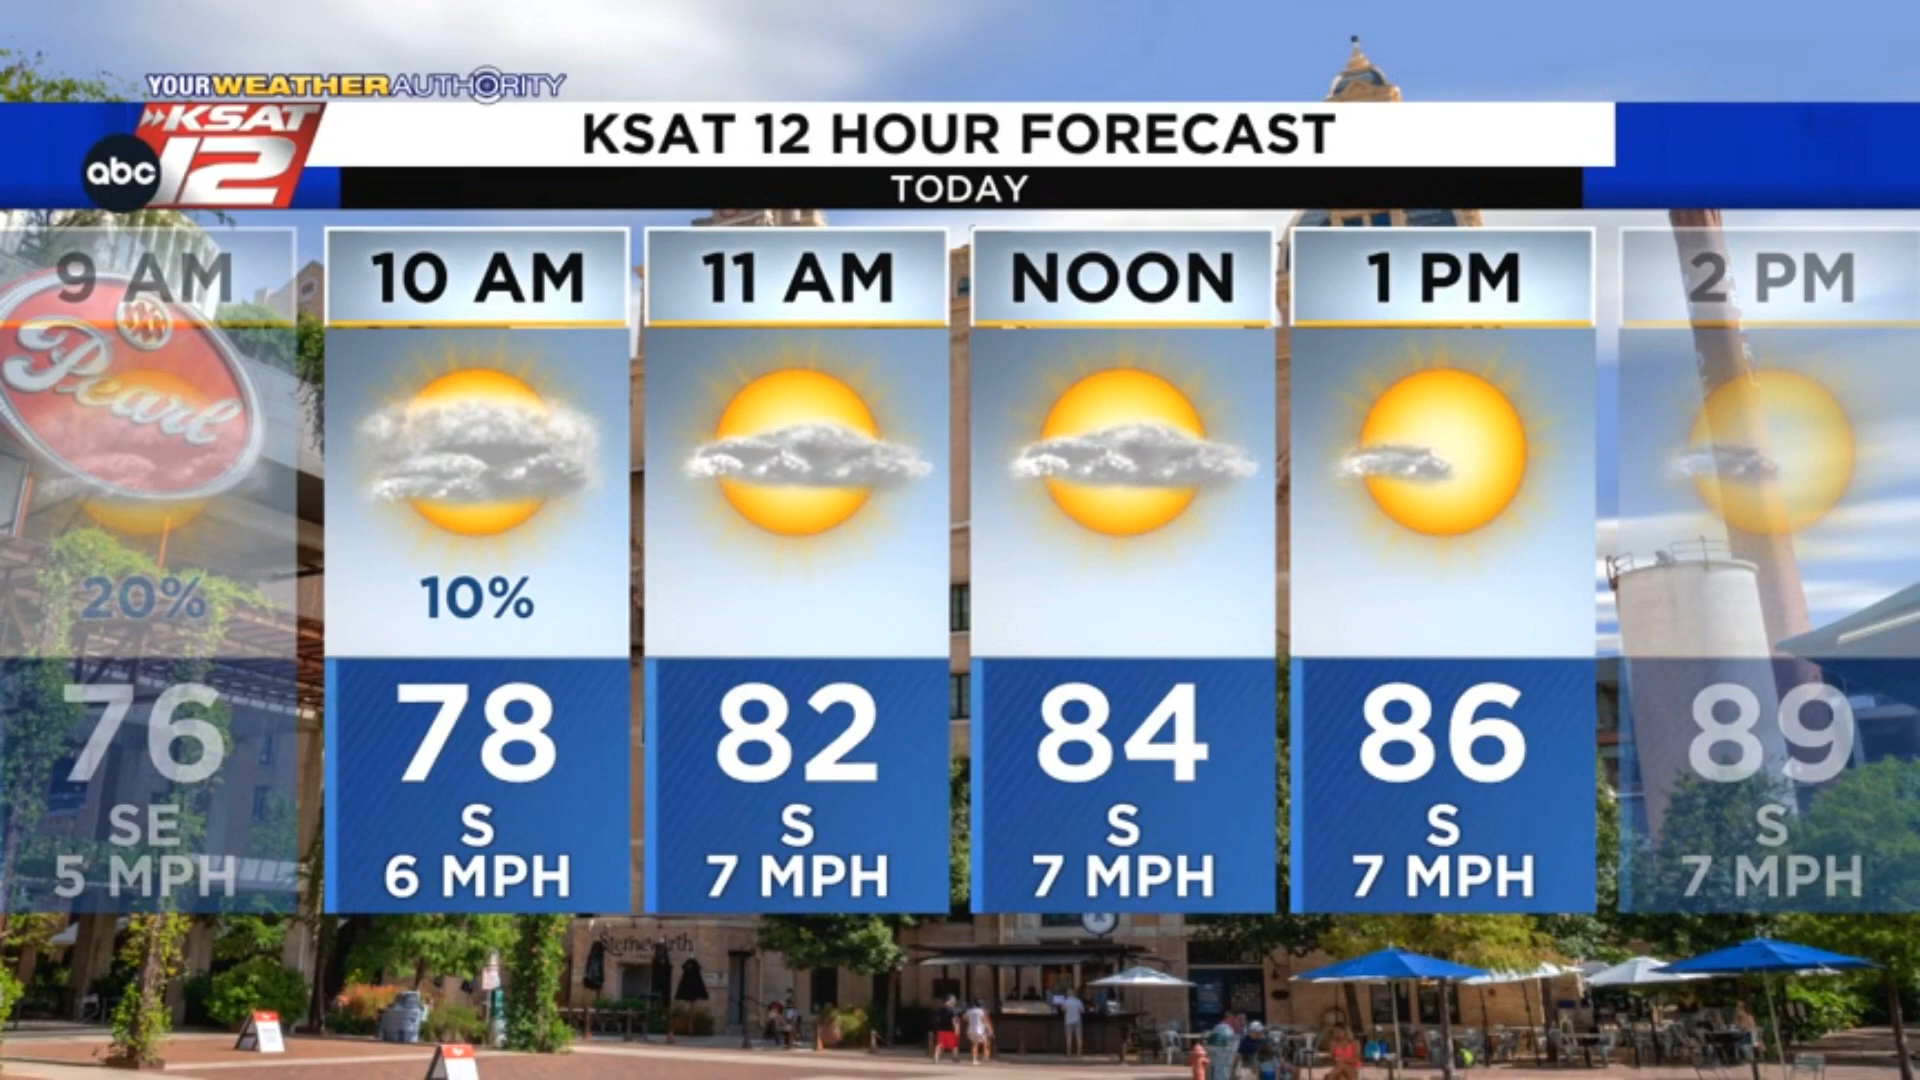 YOUR WEATHER AUTHORITY
KSAT
abc 12
KSAT 12 HOUR FORECAST
TODAY
9 AM 10 AM 11 AM NOON 1 PM 2 PM
Pearl
20% 10%
76 78 82 84 86 89
SE S S S S S
5 MPH 6 MPH 7 MPH 7 MPH 7 MPH 7 MPH